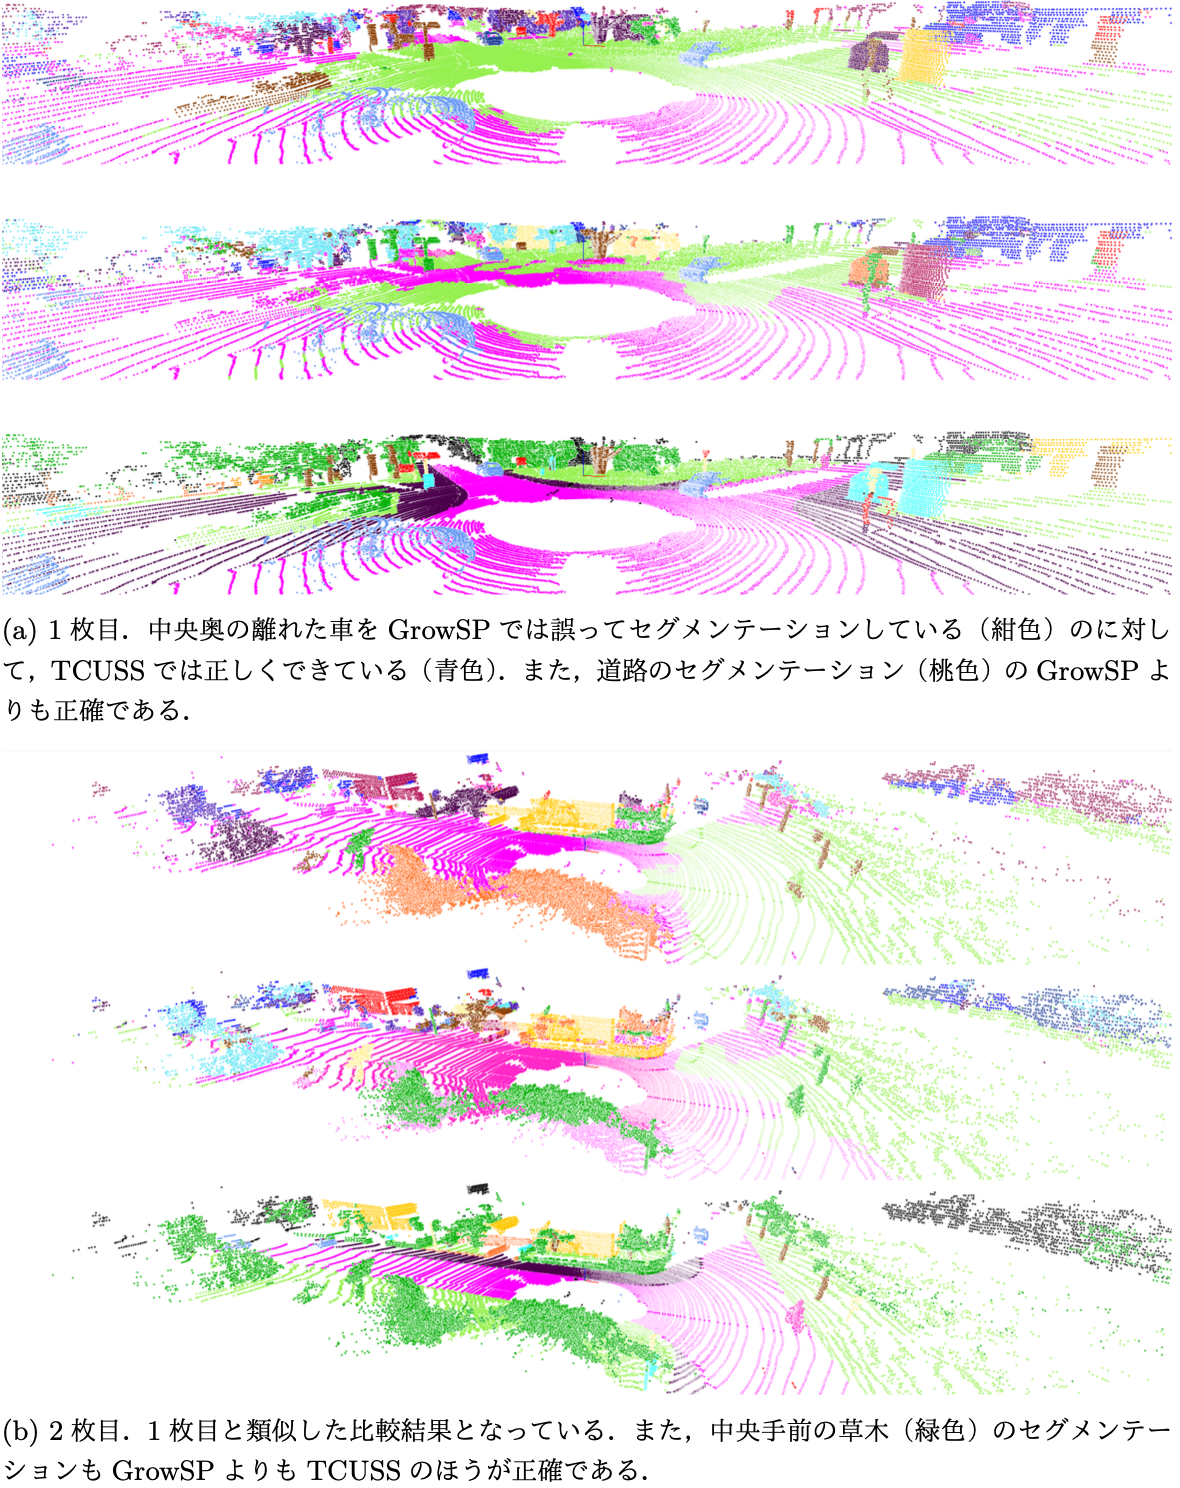 (a) 1 枚目．中央奥の離れた車を GrowSP では誤ってセグメンテーションしている（紺色）のに対し
て，TCUSS では正しくできている（青色）．また，道路のセグメンテーション（桃色）の GrowSP よ
りも正確である．
(b) 2 枚目．1 枚目と類似した比較結果となっている．また，中央手前の草木（緑色）のセグメンテー
ションも GrowSP よりも TCUSS のほうが正確である．